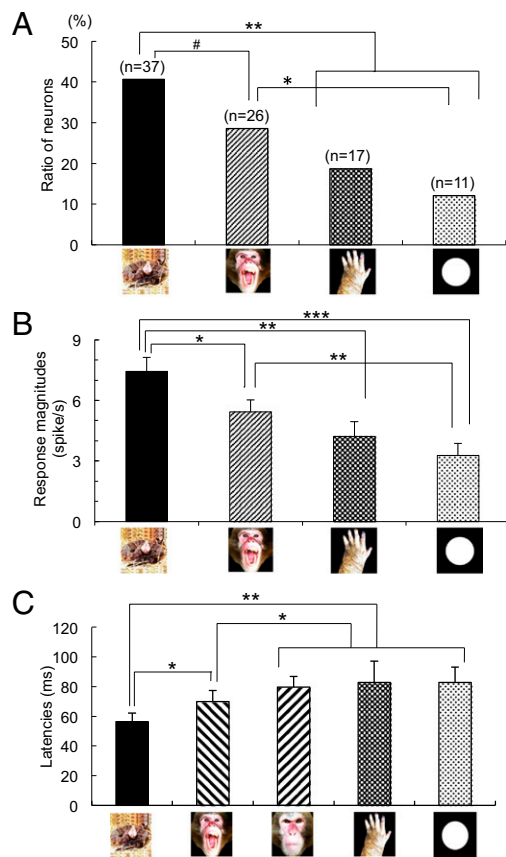 A
(%)
**
50
#
(n=37)
*
40
(n=26)
30
(n=17)
20
(n=11)
10
0
Ratio of neurons
B
***
**
*
**
9
6
3
0
Response magnitudes
(spike/s)
C
**
*
*
120
100
80
60
40
20
0
Latencies (ms)